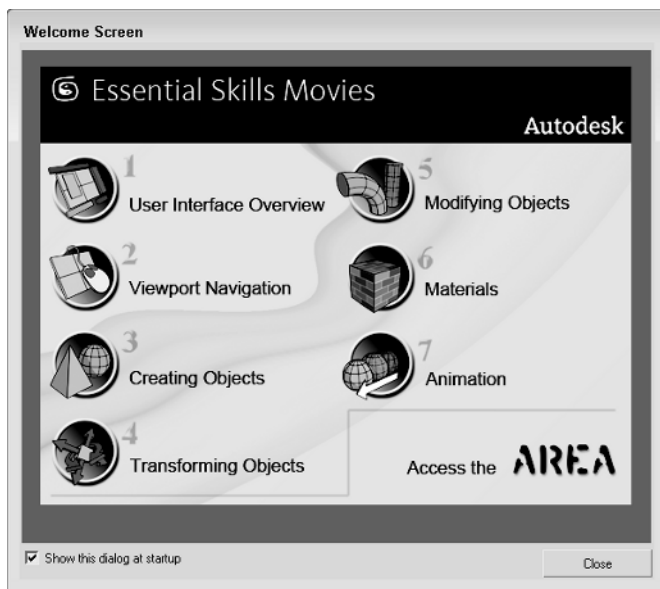 Welcome Screen
Essential Skills Movies
Autodesk
1
User Interface Overview
2
Viewport Navigation
3
Creating Objects
4
Transforming Objects
5
Modifying Objects
6
Materials
7
Animation
Access the AREA
Show this dialog at startup
Close